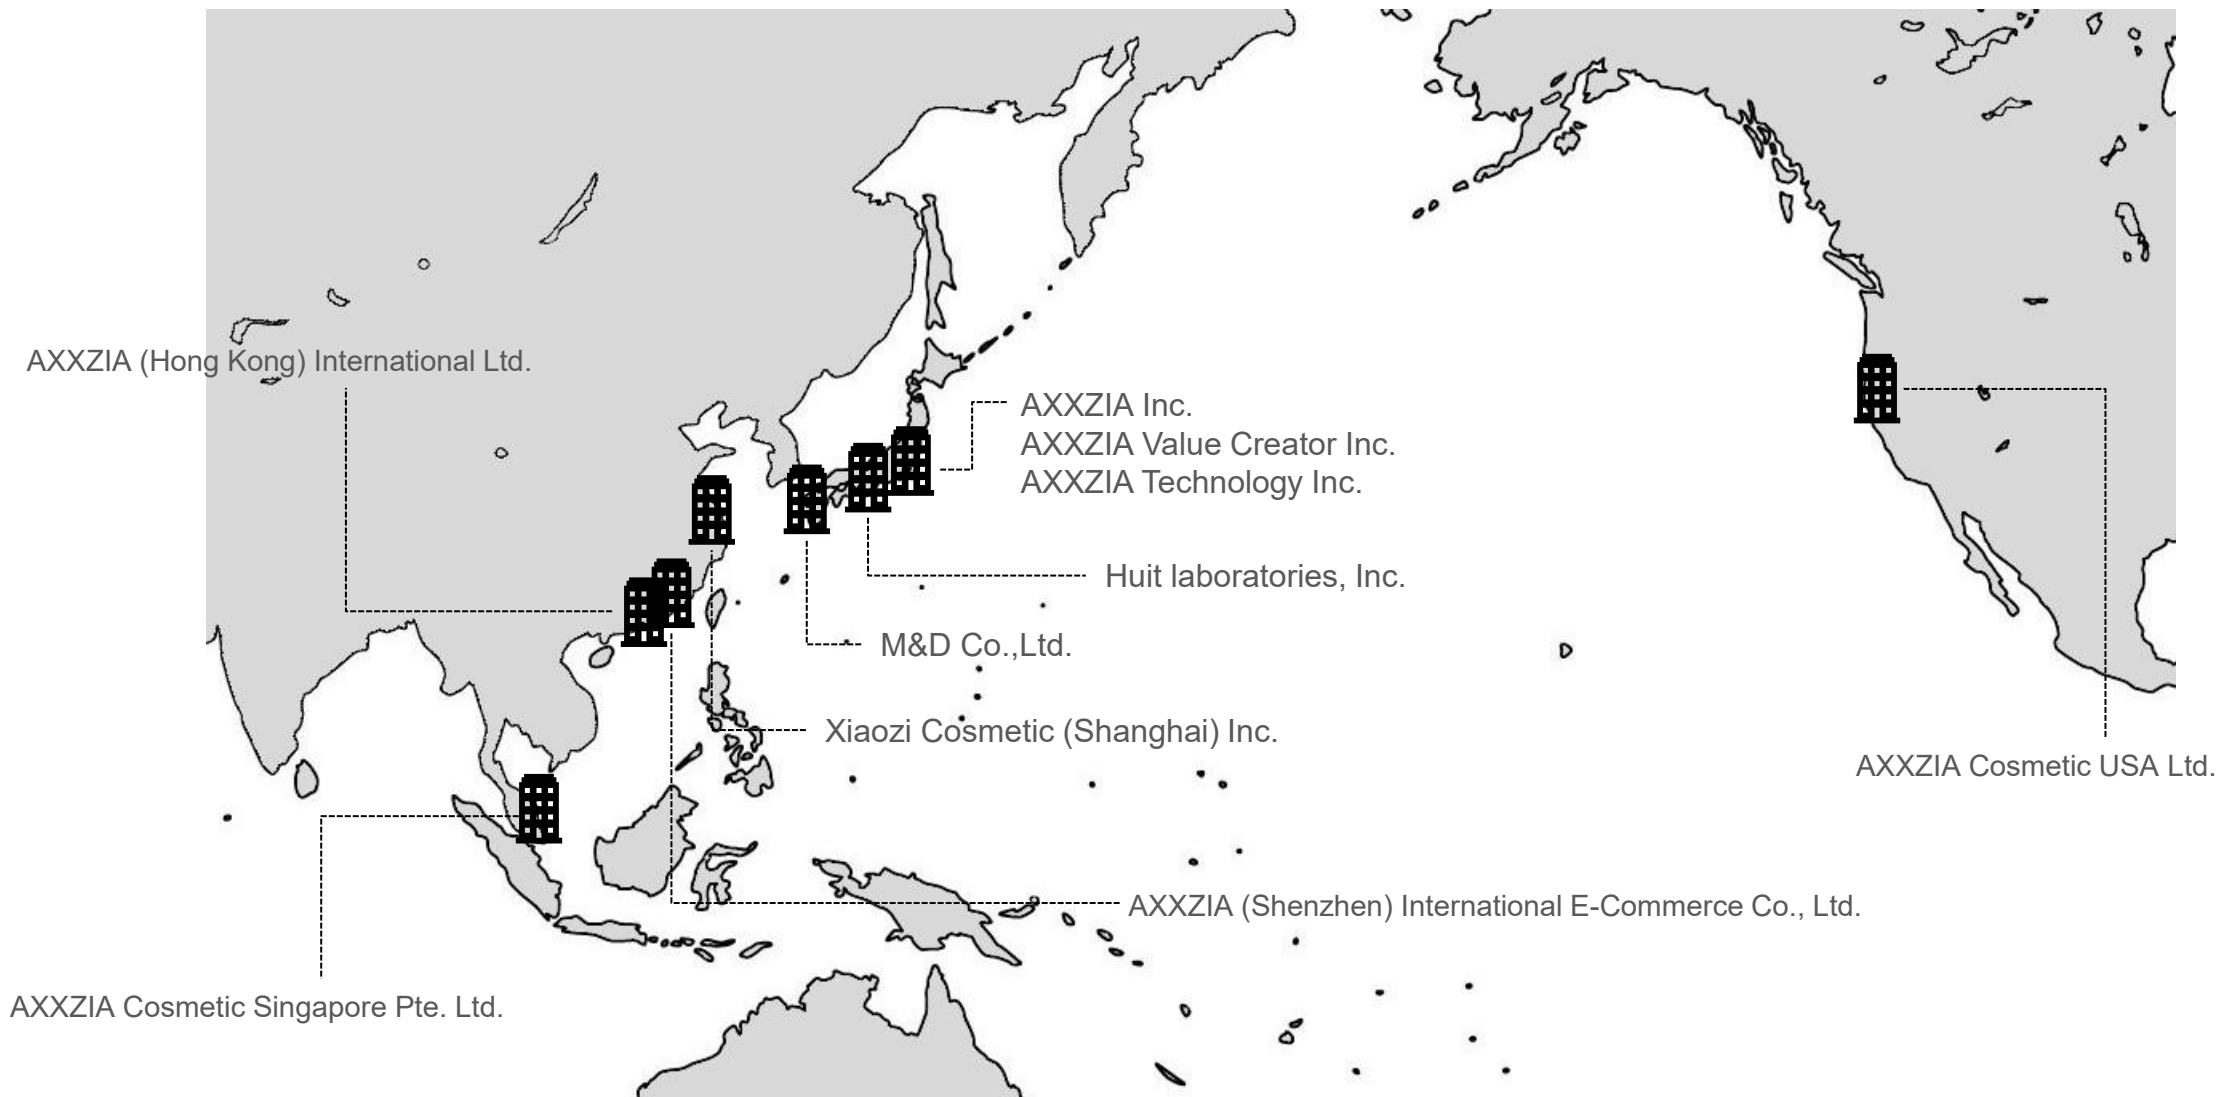 AXXZIA (Hong Kong) International Ltd.
AXXZIA Inc.
AXXZIA Value Creator Inc.
AXXZIA Technology Inc.
Huit laboratories, Inc.
M&D Co.,Ltd.
Xiaozi Cosmetic (Shanghai) Inc.
AXXZIA Cosmetic USA Ltd.
AXXZIA (Shenzhen) International E-Commerce Co., Ltd.
AXXZIA Cosmetic Singapore Pte. Ltd.